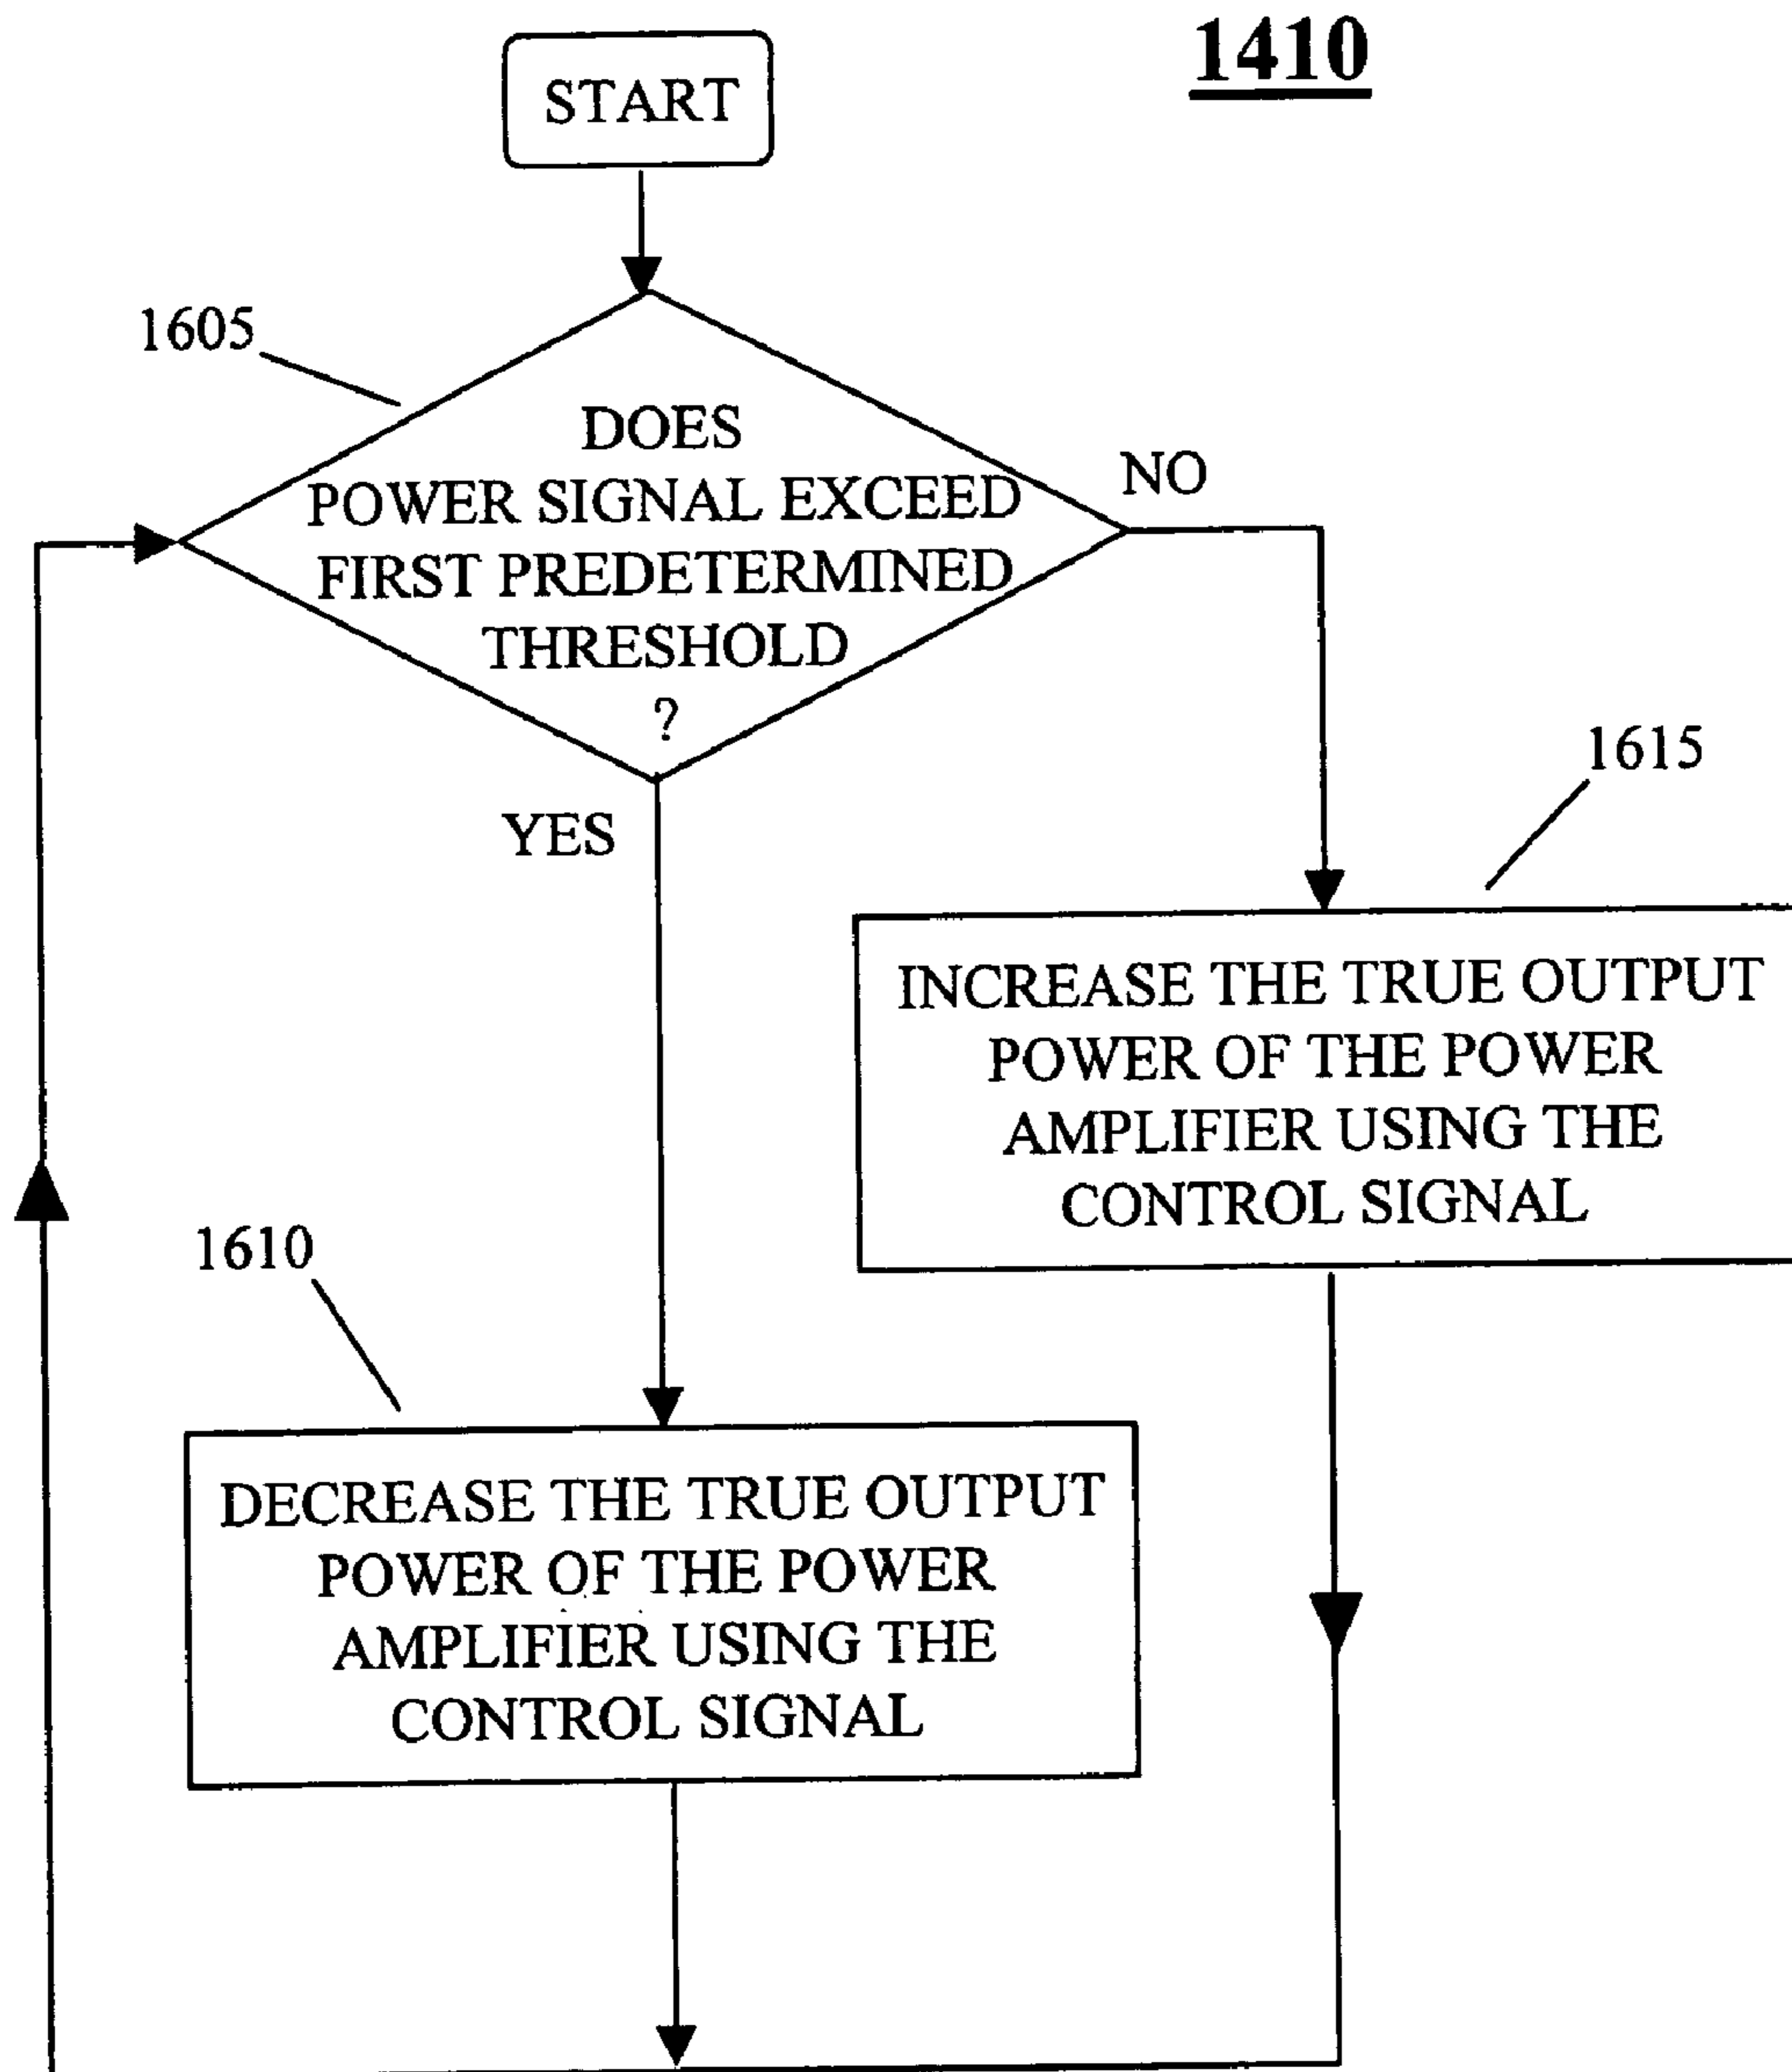 1410
START
1605
DOES
POWER SIGNAL EXCEED
FIRST PREDETERMINED
THRESHOLD
?
NO
YES
1615
INCREASE THE TRUE OUTPUT
POWER OF THE POWER
AMPLIFIER USING THE
CONTROL SIGNAL
1610
DECREASE THE TRUE OUTPUT
POWER OF THE POWER
AMPLIFIER USING THE
CONTROL SIGNAL